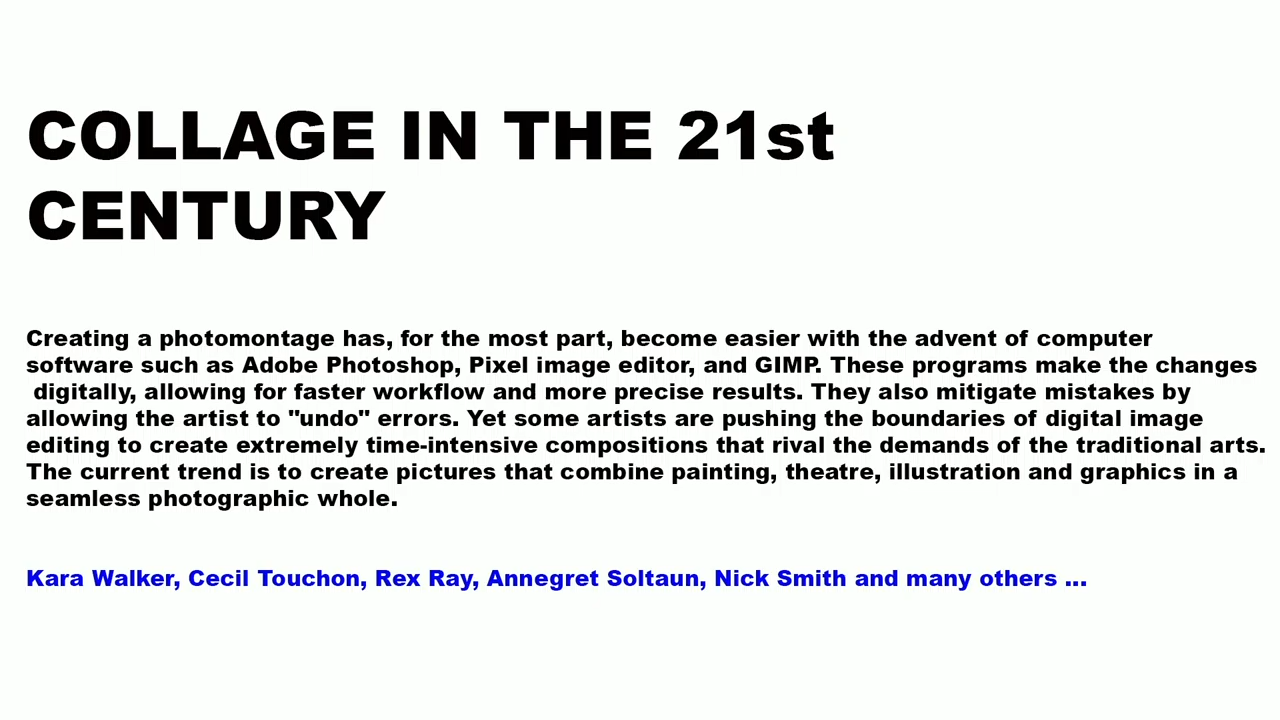 COLLAGE IN THE 21st
CENTURY
Creating a photomontage has, for the most part, become easier with the advent of computer
software such as Adobe Photoshop, Pixel image editor, and GIMP. These programs make the changes
digitally, allowing for faster workflow and more precise results. They also mitigate mistakes by
allowing the artist to "undo" errors. Yet some artists are pushing the boundaries of digital image
editing to create extremely time-intensive compositions that rival the demands of the traditional arts.
The current trend is to create pictures that combine painting, theatre, illustration and graphics in a
seamless photographic whole.
Kara Walker, Cecil Touchon, Rex Ray, Annegret Soltaun, Nick Smith and many others ...